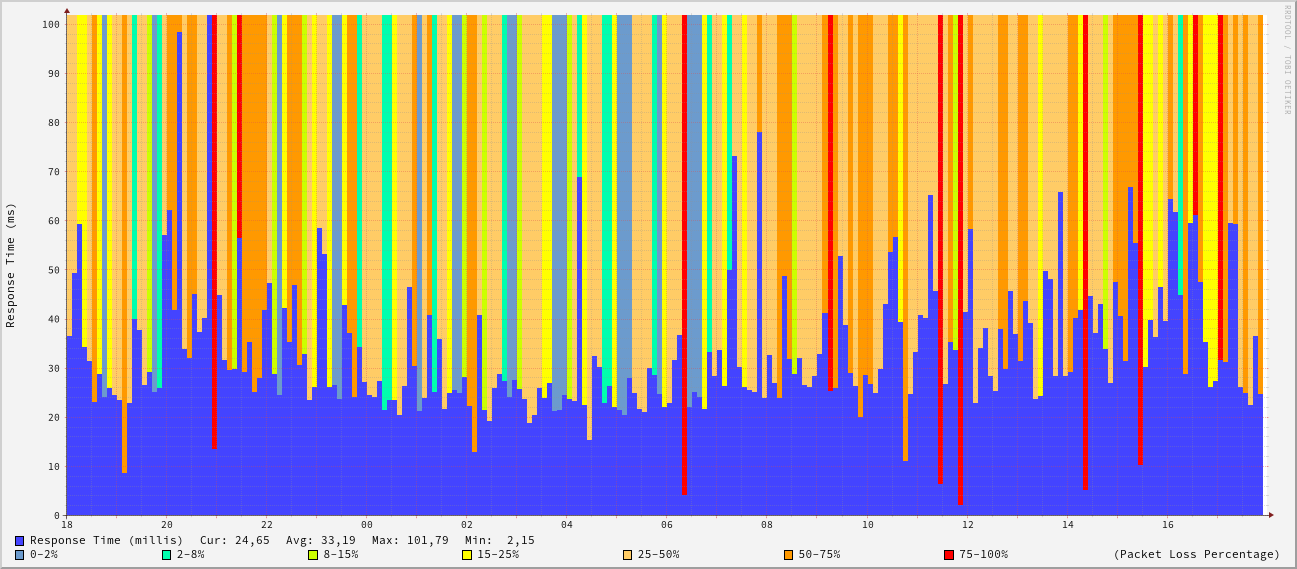 RRDTOOL / TOBI OETIKER
Response Time (ms)
100
90
80
70
60
50
40
30
20
10
0
18 20 22 00 02 04 06 08 10 12 14 16
Response Time (millis) Cur: 24,65 Avg: 33,19 Max: 101,79 Min: 2,15
0-2% 2-8% 8-15% 15-25% 25-50% 50-75% 75-100% (Packet Loss Percentage)